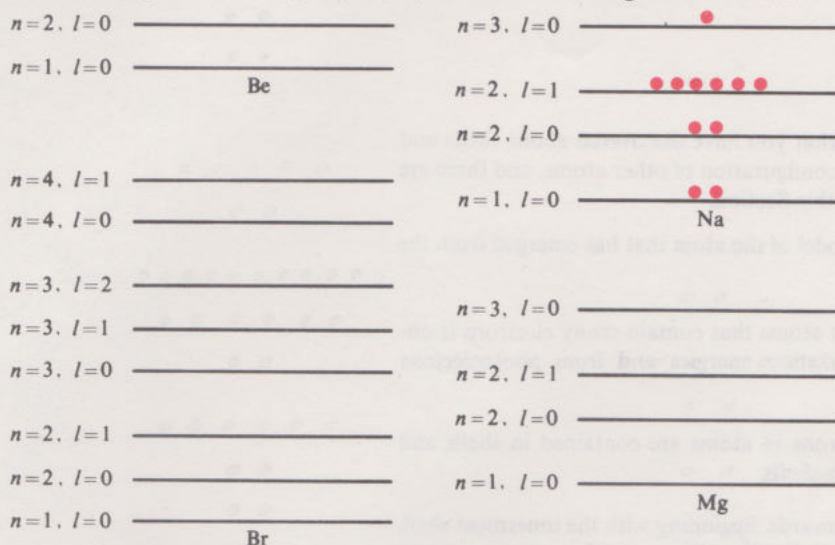 n=2, l=0
n=1, l=0
Be
n=4, l=1
n=4, l=0
n=3, l=2
n=3, l=1
n=3, l=0
n=2, l=1
n=2, l=0
n=1, l=0
Br
n=3, l=0
n=2, l=1
n=2, l=0
n=1, l=0
Na
n=3, l=0
n=2, l=1
n=2, l=0
n=1, l=0
Mg